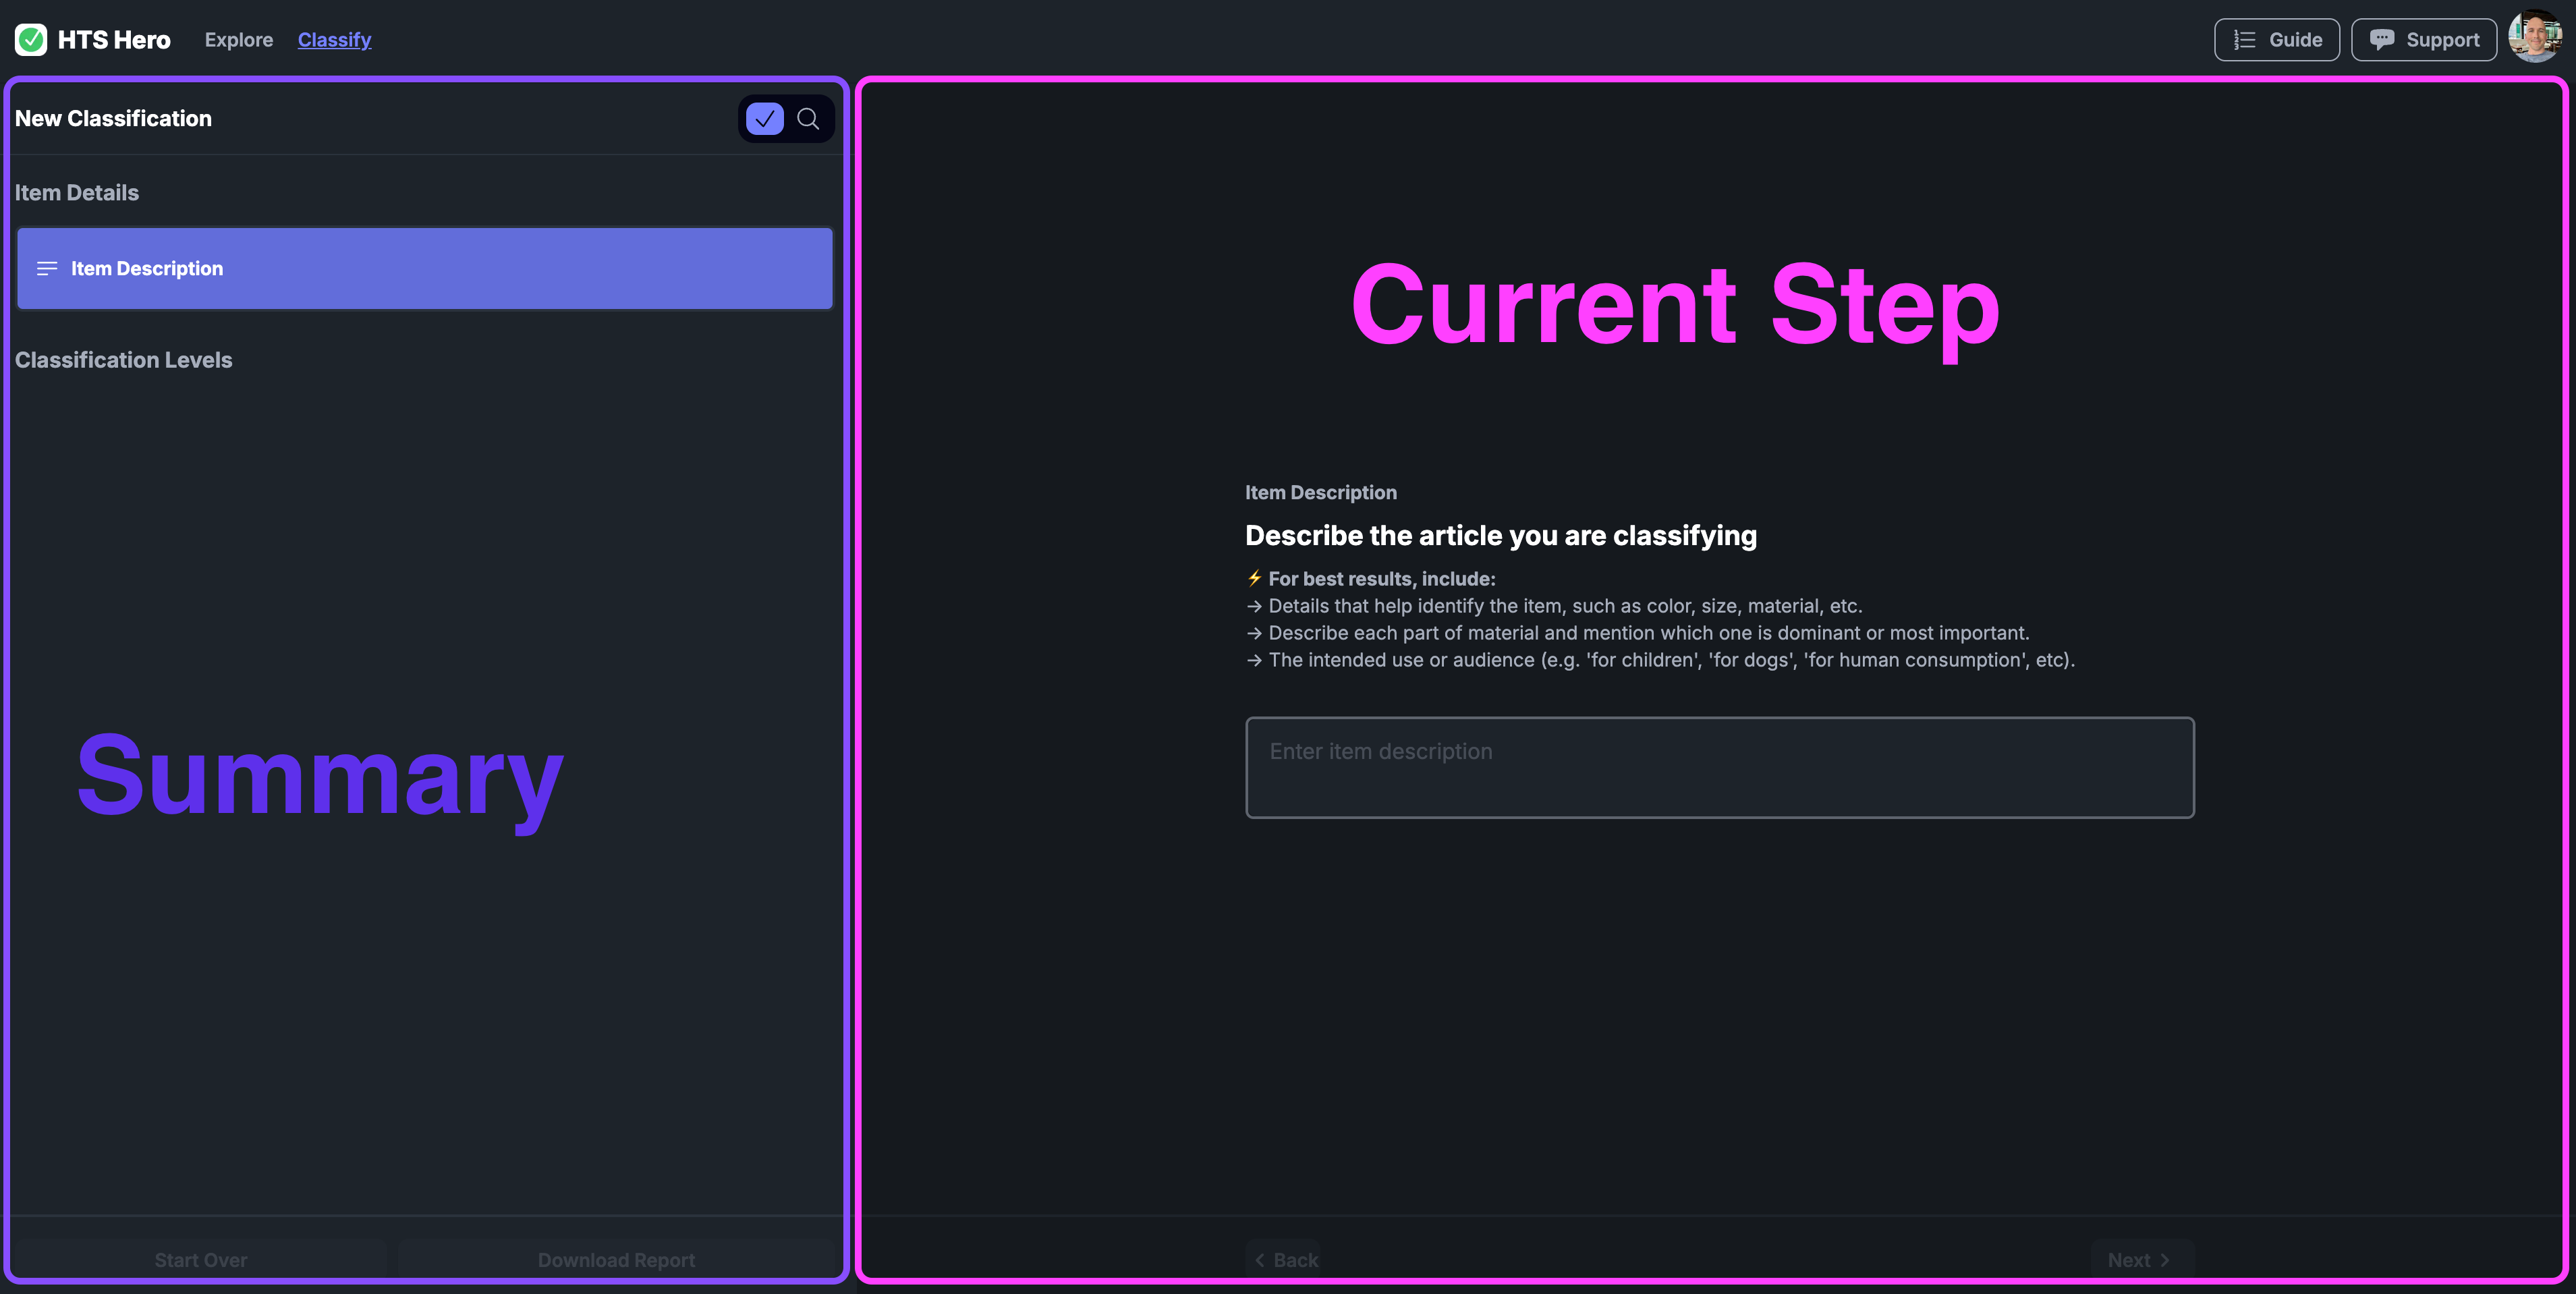 HTS Hero
Explore
Classify
Guide
Support
New Classification
Item Details
Item Description
Classification Levels
Summary
Start Over
Download Report
Current Step
Item Description
Describe the article you are classifying
⚡ For best results, include:
→ Details that help identify the item, such as color, size, material, etc.
→ Describe each part of material and mention which one is dominant or most important.
→ The intended use or audience (e.g. 'for children', 'for dogs', 'for human consumption', etc).
Enter item description
Back
Next